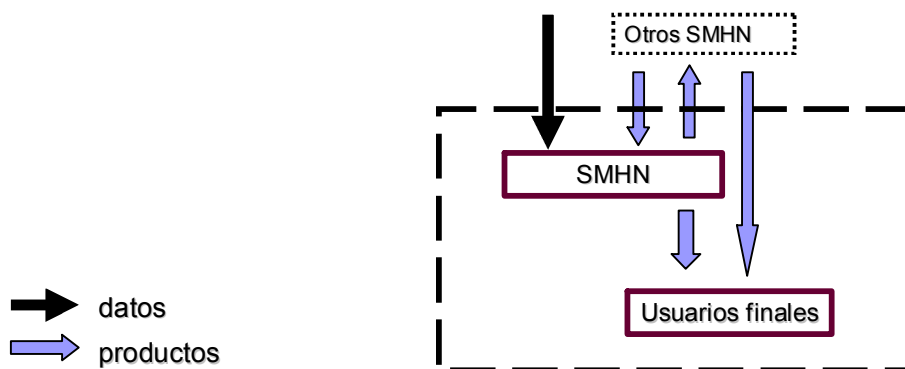 Otros SMHN
SMHN
Usuarios finales
datos
productos